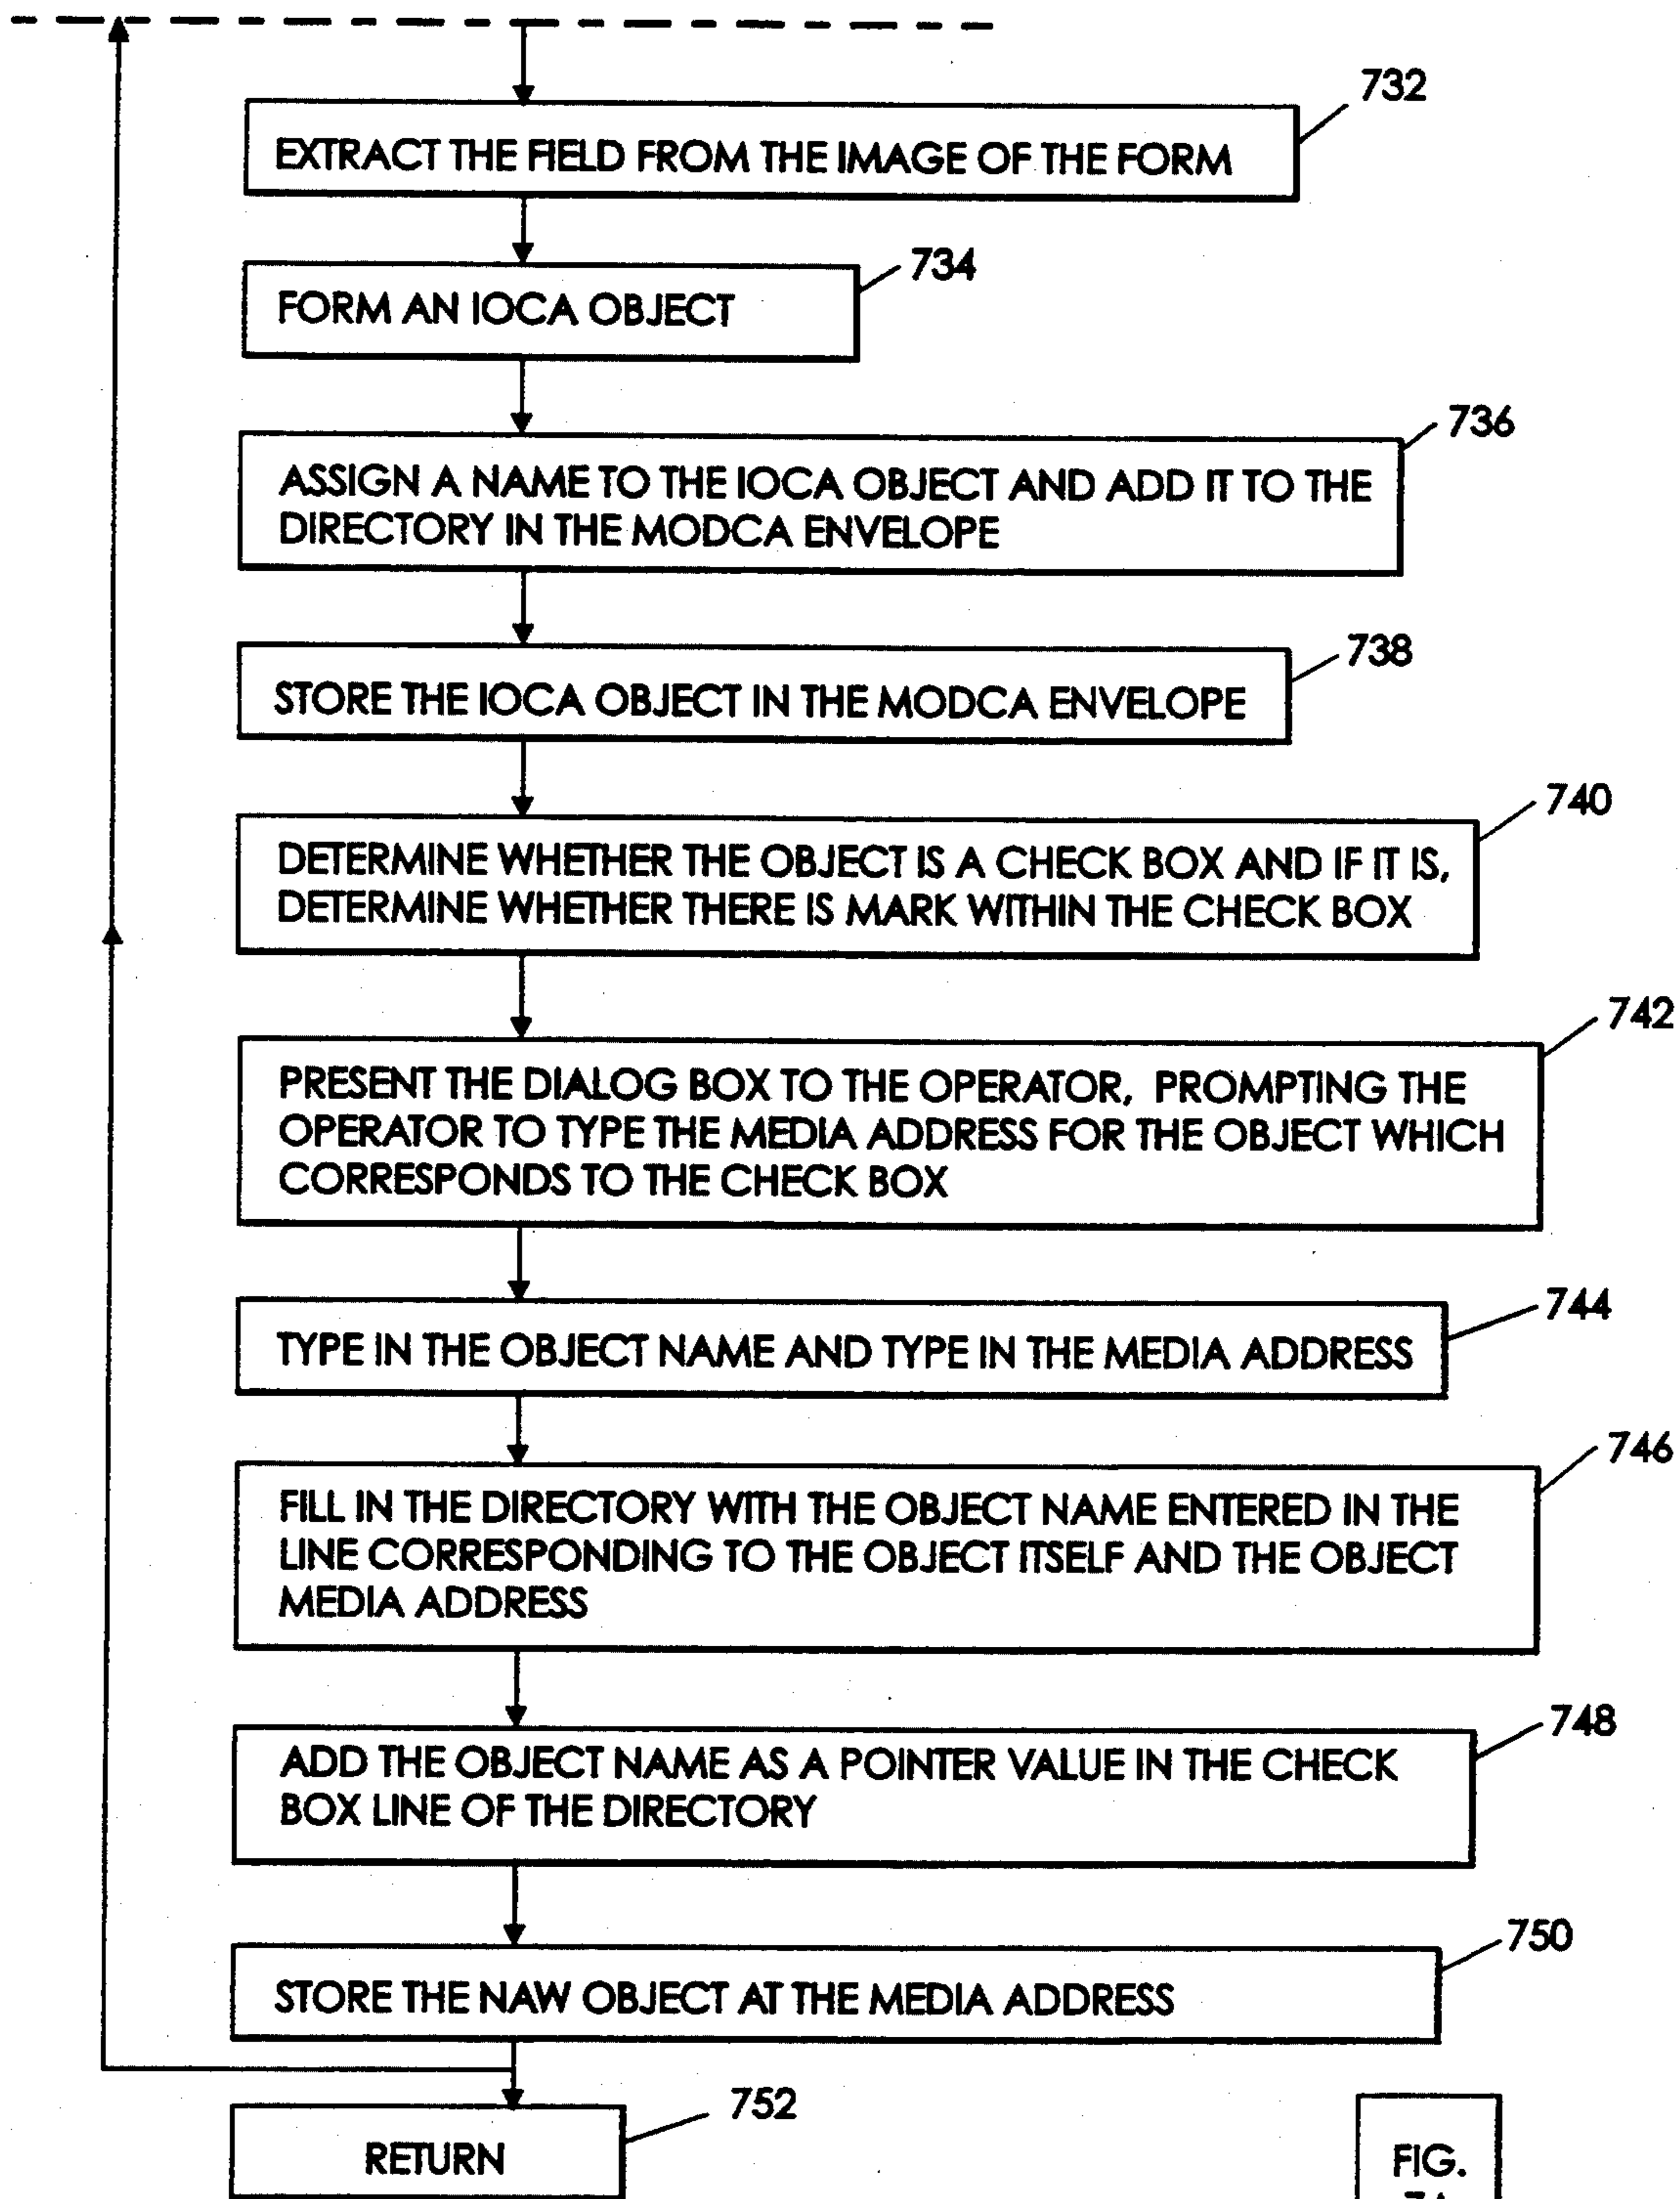 732
EXTRACT THE FIELD FROM THE IMAGE OF THE FORM
734
FORM AN IOCA OBJECT
736
ASSIGN A NAME TO THE IOCA OBJECT AND ADD IT TO THE
DIRECTORY IN THE MODCA ENVELOPE
738
STORE THE IOCA OBJECT IN THE MODCA ENVELOPE
740
DETERMINE WHETHER THE OBJECT IS A CHECK BOX AND IF IT IS,
DETERMINE WHETHER THERE IS MARK WITHIN THE CHECK BOX
742
PRESENT THE DIALOG BOX TO THE OPERATOR, PROMPTING THE
OPERATOR TO TYPE THE MEDIA ADDRESS FOR THE OBJECT WHICH
CORRESPONDS TO THE CHECK BOX
744
TYPE IN THE OBJECT NAME AND TYPE IN THE MEDIA ADDRESS
746
FILL IN THE DIRECTORY WITH THE OBJECT NAME ENTERED IN THE
LINE CORRESPONDING TO THE OBJECT ITSELF AND THE OBJECT
MEDIA ADDRESS
748
ADD THE OBJECT NAME AS A POINTER VALUE IN THE CHECK
BOX LINE OF THE DIRECTORY
750
STORE THE NAW OBJECT AT THE MEDIA ADDRESS
752
RETURN
FIG.